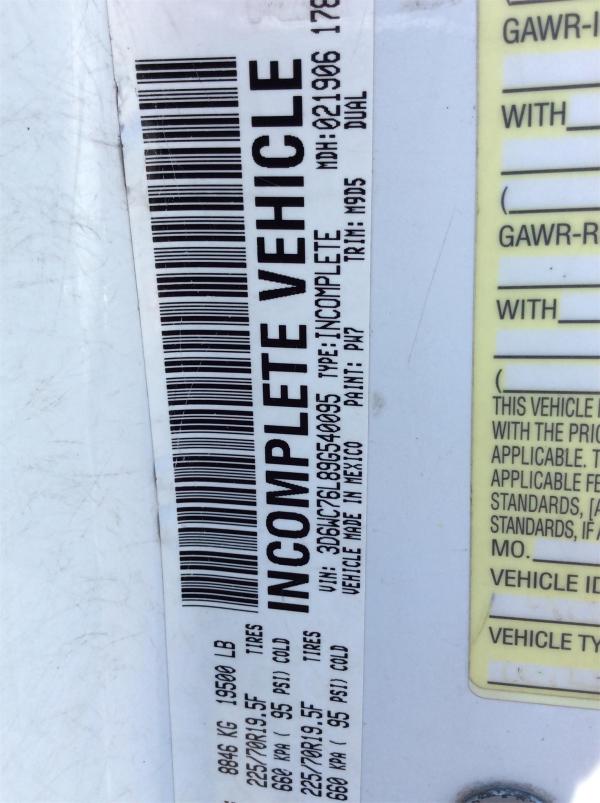 INCOMPLETE VEHICLE
VIN: 3D6WC76L89G540095 TYPE: INCOMPLETE MDH: 021906 178
VEHICLE MADE IN MEXICO PAINT: PW7 TRIM: M9D5 DUAL
8846 KG 19500 LB
225/70R19.5F TIRES
660 KPA ( 95 PSI) COLD
225/70R19.5F TIRES
660 KPA ( 95 PSI) COLD
GAWR-
WITH
(
GAWR-R
WITH
(
THIS VEHICLE
WITH THE
APPLICABLE.
APPLICABLE
STANDARDS,
STANDARDS, IF
MO.
VEHICLE ID
VEHICLE TY